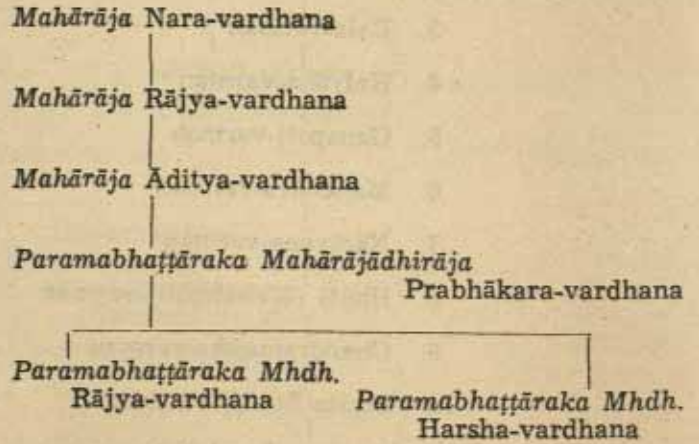 Mahārāja Nara-vardhana
Mahārāja Rājya-vardhana
Mahārāja Āditya-vardhana
Paramabhaṭṭāraka Mahārājādhirāja
Prabhākara-vardhana
Paramabhaṭṭāraka Mhdh.
Rājya-vardhana
Paramabhaṭṭāraka Mhdh.
Harsha-vardhana